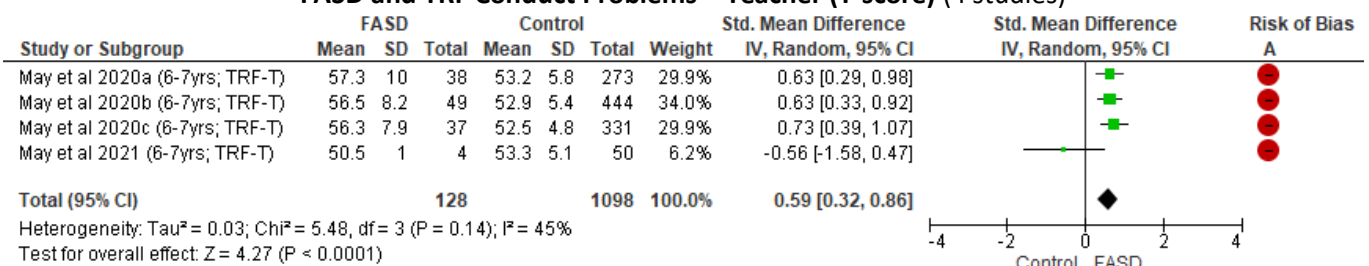 FASD and TRF Conduct Problems – Teacher (T-score) (4 studies)
FASD Control Std. Mean Difference Std. Mean Difference Risk of Bias
Study or Subgroup Mean SD Total Mean SD Total Weight IV, Random, 95% CI IV, Random, 95% CI A
May et al 2020a (6-7yrs; TRF-T) 57.3 10 38 53.2 5.8 273 29.9% 0.63 [0.29, 0.98]
May et al 2020b (6-7yrs; TRF-T) 56.5 8.2 49 52.9 5.4 444 34.0% 0.63 [0.33, 0.92]
May et al 2020c (6-7yrs; TRF-T) 56.3 7.9 37 52.5 4.8 331 29.9% 0.73 [0.39, 1.07]
May et al 2021 (6-7yrs; TRF-T) 50.5 1 4 53.3 5.1 50 6.2% -0.56 [-1.58, 0.47]
Total (95% CI) 128 1098 100.0% 0.59 [0.32, 0.86]
Heterogeneity: Tau² = 0.03; Chi² = 5.48, df = 3 (P = 0.14); I² = 45%
Test for overall effect: Z = 4.27 (P < 0.0001)
-4 -2 0 2 4
Control FASD